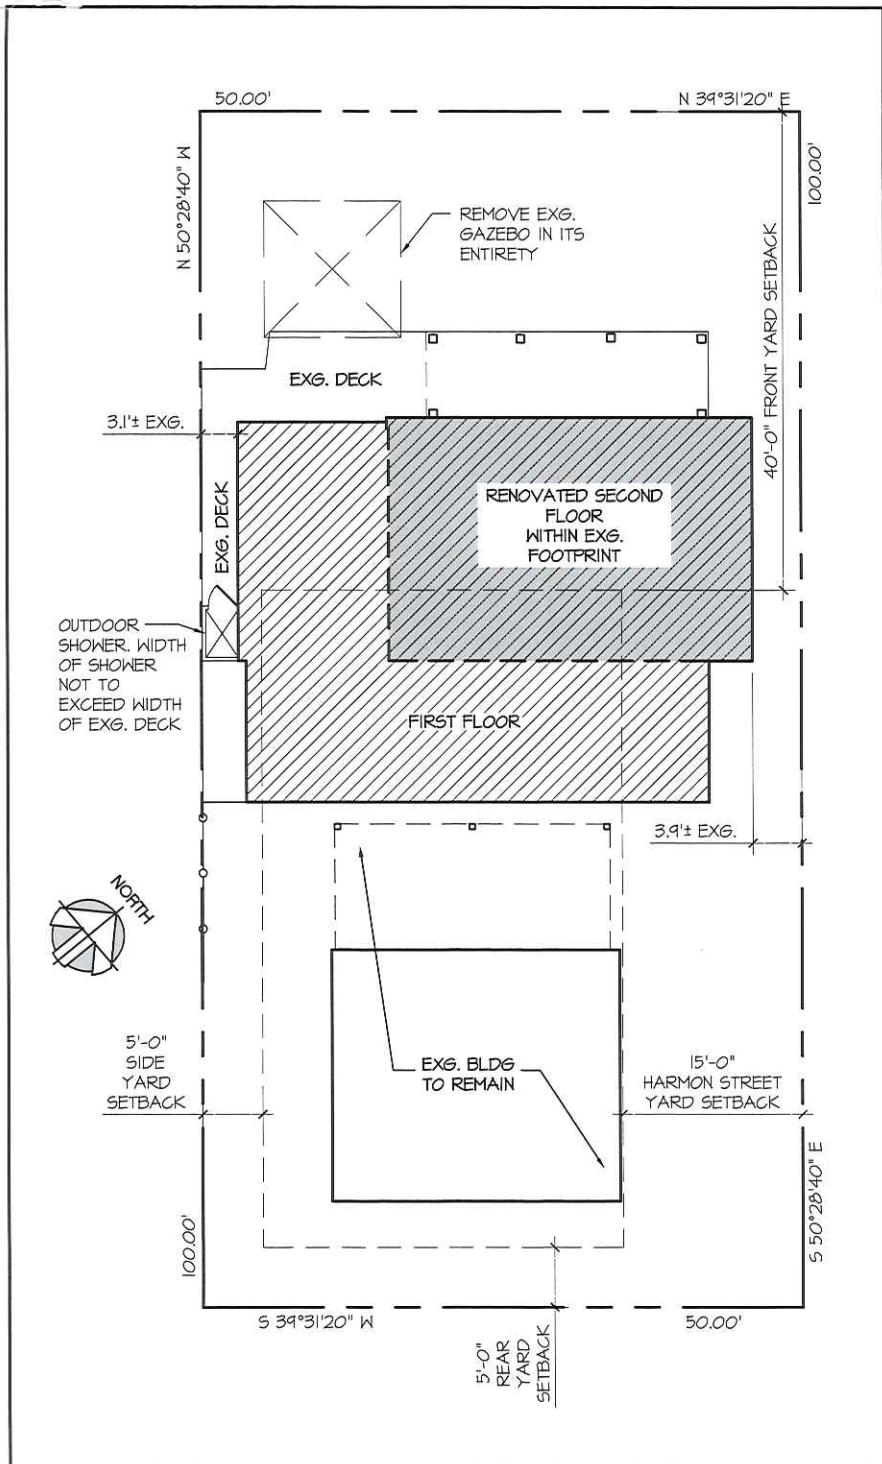 50.00'
N 39°31'20" E
N 50°28'40" W
100.00'
REMOVE EXG.
GAZEBO IN ITS
ENTIRETY
40'-0" FRONT YARD SETBACK
EXG. DECK
3.1'± EXG.
RENOVATED SECOND
FLOOR
WITHIN EXG.
FOOTPRINT
EXG. DECK
OUTDOOR
SHOWER. WIDTH
OF SHOWER
NOT TO
EXCEED WIDTH
OF EXG. DECK
FIRST FLOOR
3.9'± EXG.
NORTH
5'-0"
SIDE
YARD
SETBACK
EXG. BLDG
TO REMAIN
15'-0"
HARMON STREET
YARD SETBACK
100.00'
S 50°28'40" E
S 39°31'20" W
50.00'
5'-0"
REAR
YARD
SETBACK